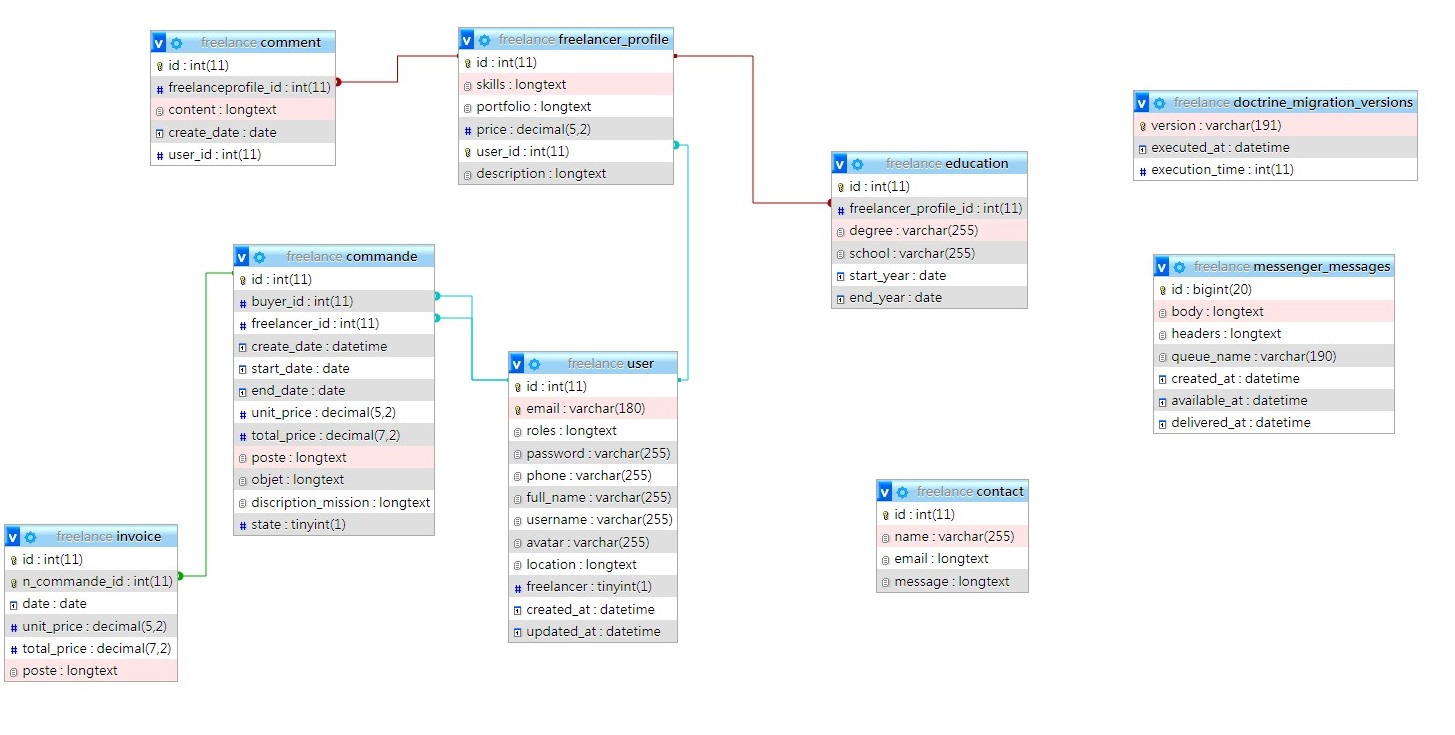 v freelance comment
id : int(11)
freelanceprofile_id : int(11)
content : longtext
create_date : date
user_id : int(11)
v freelance freelancer_profile
id : int(11)
skills : longtext
portfolio : longtext
price : decimal(5,2)
user_id : int(11)
description : longtext
v freelance doctrine_migration_versions
version : varchar(191)
executed_at : datetime
execution_time : int(11)
v freelance education
id : int(11)
freelancer_profile_id : int(11)
degree : varchar(255)
school : varchar(255)
start_year : date
end_year : date
v freelance commande
id : int(11)
buyer_id : int(11)
freelancer_id : int(11)
create_date : datetime
start_date : date
end_date : date
unit_price : decimal(5,2)
total_price : decimal(7,2)
poste : longtext
objet : longtext
discription_mission : longtext
state : tinyint(1)
v freelance messenger_messages
id : bigint(20)
body : longtext
headers : longtext
queue_name : varchar(190)
created_at : datetime
available_at : datetime
delivered_at : datetime
v freelance user
id : int(11)
email : varchar(180)
roles : longtext
password : varchar(255)
phone : varchar(255)
full_name : varchar(255)
username : varchar(255)
avatar : varchar(255)
location : longtext
freelancer : tinyint(1)
created_at : datetime
updated_at : datetime
v freelance contact
id : int(11)
name : varchar(255)
email : longtext
message : longtext
v freelance invoice
id : int(11)
n_commande_id : int(11)
date : date
unit_price : decimal(5,2)
total_price : decimal(7,2)
poste : longtext